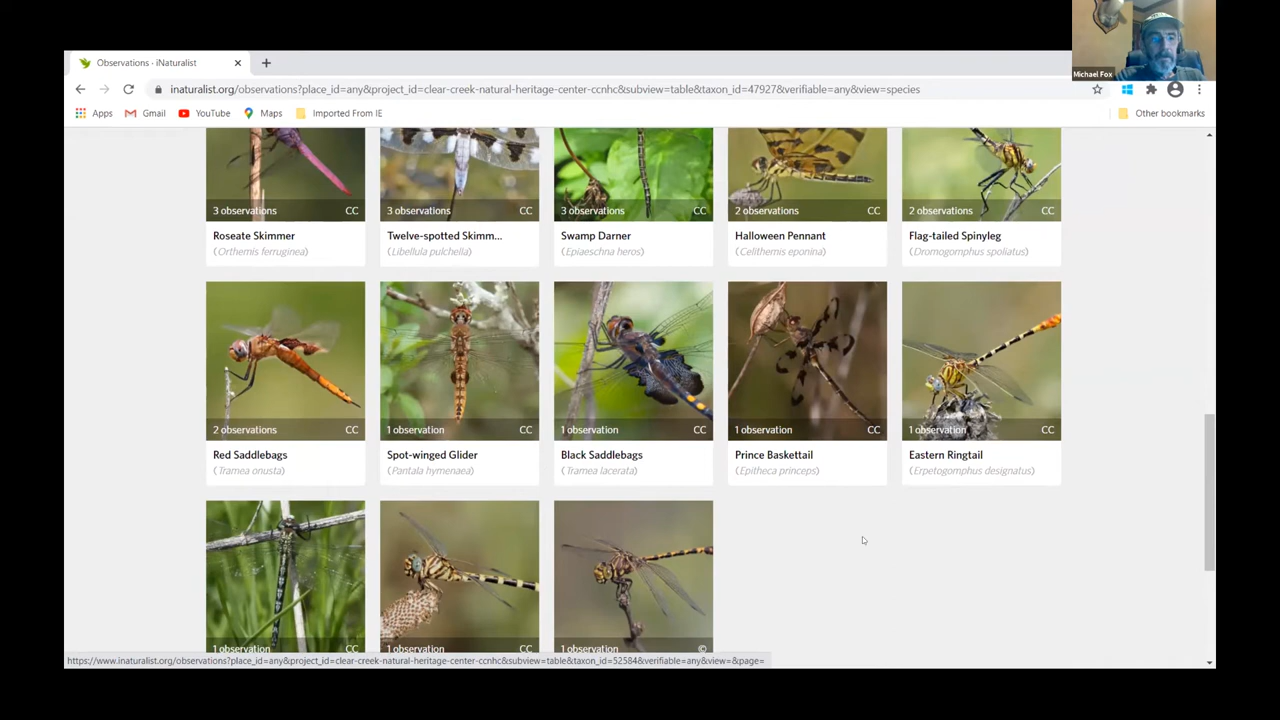 Observations · iNaturalist
Michael Fox
inaturalist.org/observations?place_id=any&project_id=clear-creek-natural-heritage-center-ccnhc&subview=table&taxon_id=47927&verifiable=any&view=species
Apps Gmail YouTube Maps Imported From IE Other bookmarks
3 observations CC 3 observations CC 3 observations CC 2 observations CC 2 observations CC
Roseate Skimmer Twelve-spotted Skimm... Swamp Darner Halloween Pennant Flag-tailed Spinyleg
(Orthemis ferruginea) (Libellula pulchella) (Epiaeschna heros) (Celithemis eponina) (Dromogomphus spoliatus)
2 observations CC 1 observation CC 1 observation CC 1 observation CC 1 observation CC
Red Saddlebags Spot-winged Glider Black Saddlebags Prince Baskettail Eastern Ringtail
(Tramea onusta) (Pantala hymenaea) (Tramea lacerata) (Epitheca princeps) (Erpetogomphus designatus)
1 observation CC 1 observation CC 1 observation ©
https://www.inaturalist.org/observations?place_id=any&project_id=clear-creek-natural-heritage-center-ccnhc&subview=table&taxon_id=52584&verifiable=any&view=&page=